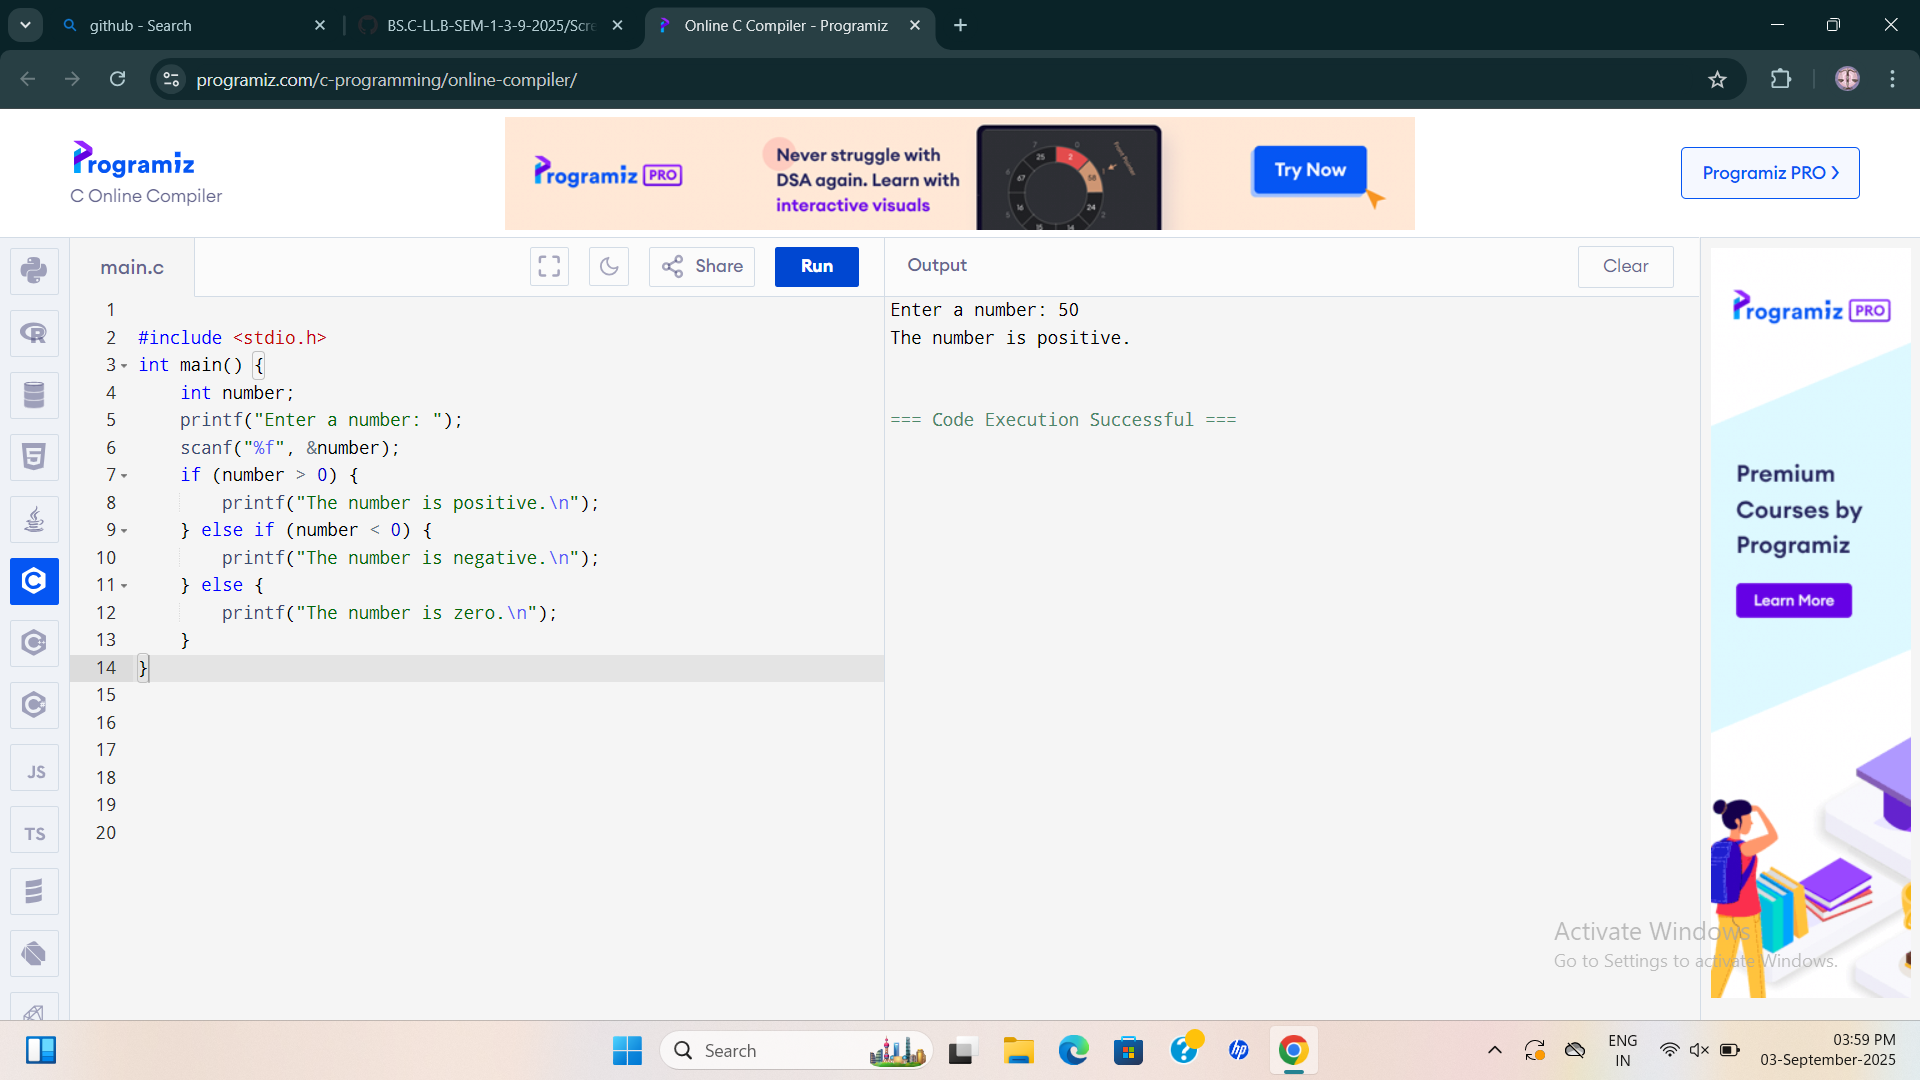 github - Search
BS.C-LL.B-SEM-1-3-9-2025/Scre
Online C Compiler - Programiz
programiz.com/c-programming/online-compiler/
Programiz
C Online Compiler
Programiz PRO
Never struggle with
DSA again. Learn with
interactive visuals
Try Now
Programiz PRO
main.c
Share
Run
Output
Clear
1
2 #include <stdio.h>
3 int main() {
4 int number;
5 printf("Enter a number: ");
6 scanf("%f", &number);
7 if (number > 0) {
8 printf("The number is positive.\n");
9 } else if (number < 0) {
10 printf("The number is negative.\n");
11 } else {
12 printf("The number is zero.\n");
13 }
14 }
15
16
17
18
19
20
Enter a number: 50
The number is positive.
=== Code Execution Successful ===
JS
TS
Programiz PRO
Premium
Courses by
Programiz
Learn More
Activate Windows
Go to Settings to activate Windows.
Search
ENG
IN
03:59 PM
03-September-2025